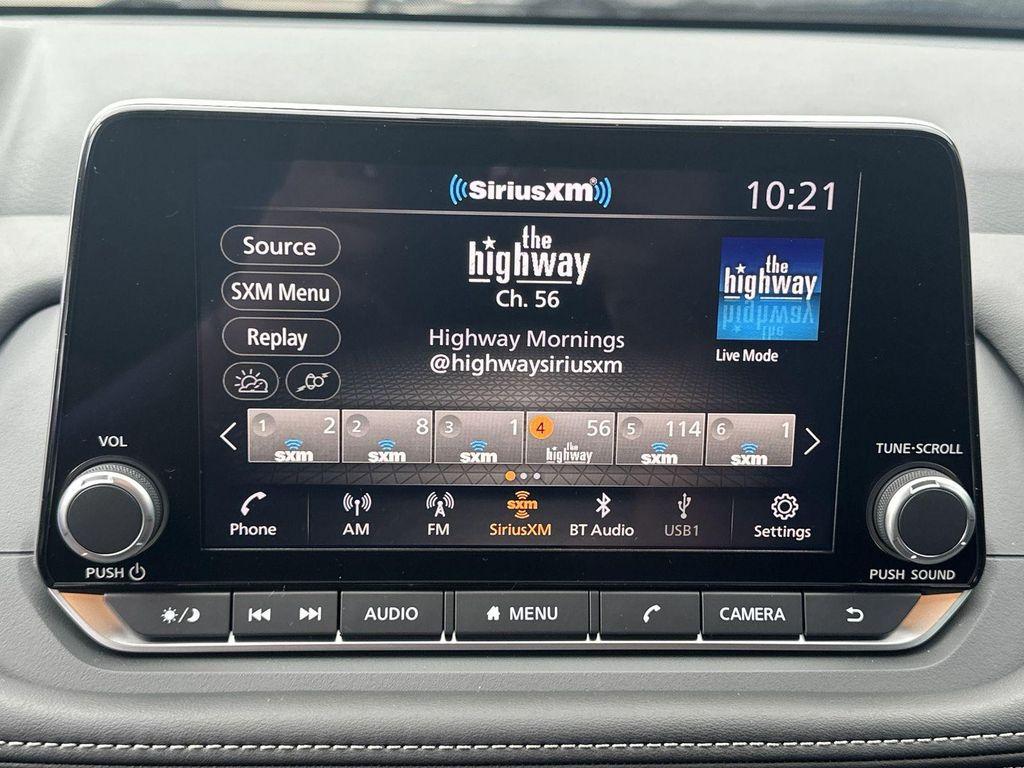 SiriusXM®
10:21
Source
SXM Menu
Replay
the
highway
Ch. 56
Highway Mornings
@highwaysiriusxm
the
highway
highway
the
Live Mode
1 2
sxm
2 8
sxm
3 1
sxm
4 56
the
highway
5 114
sxm
6 1
sxm
Phone
AM
FM
sxm
SiriusXM
BT Audio
USB1
Settings
VOL
PUSH
TUNE·SCROLL
PUSH SOUND
AUDIO
MENU
CAMERA